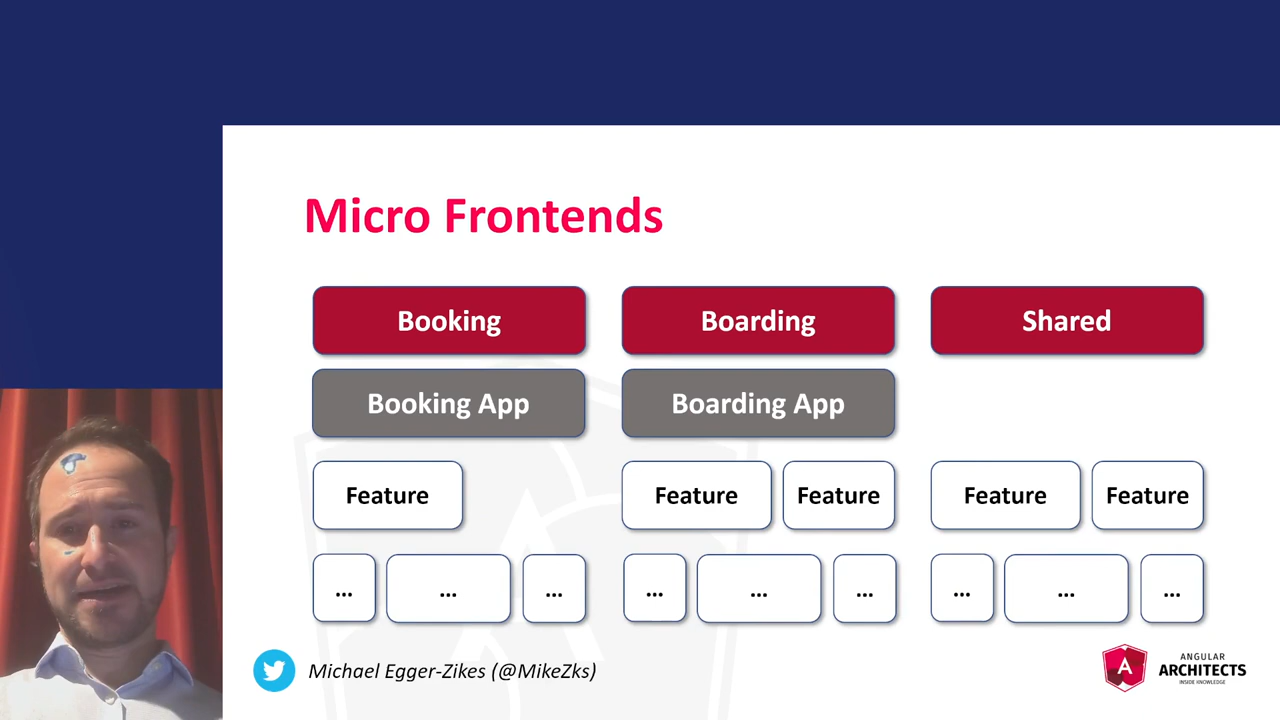 Micro Frontends
Booking Boarding Shared
Booking App Boarding App
Feature Feature Feature Feature Feature
... ... ... ... ... ... ... ... ...
Michael Egger-Zikes (@MikeZks)
A
ANGULAR
ARCHITECTS
INSIDE KNOWLEDGE